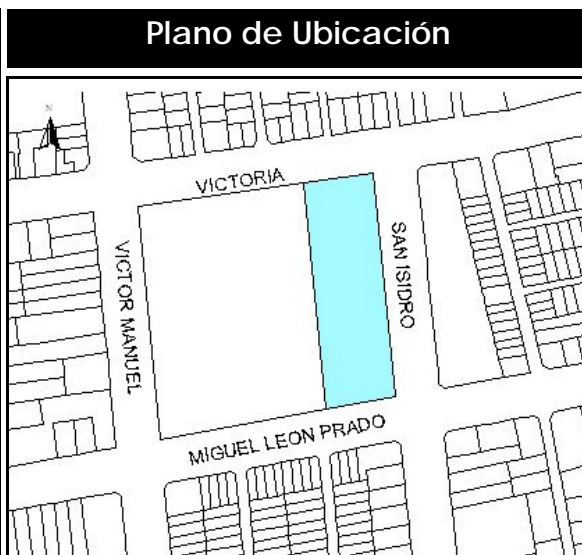 Plano de Ubicación
N
VICTORIA
VICTOR MANUEL
SAN ISIDRO
MIGUEL LEON PRADO